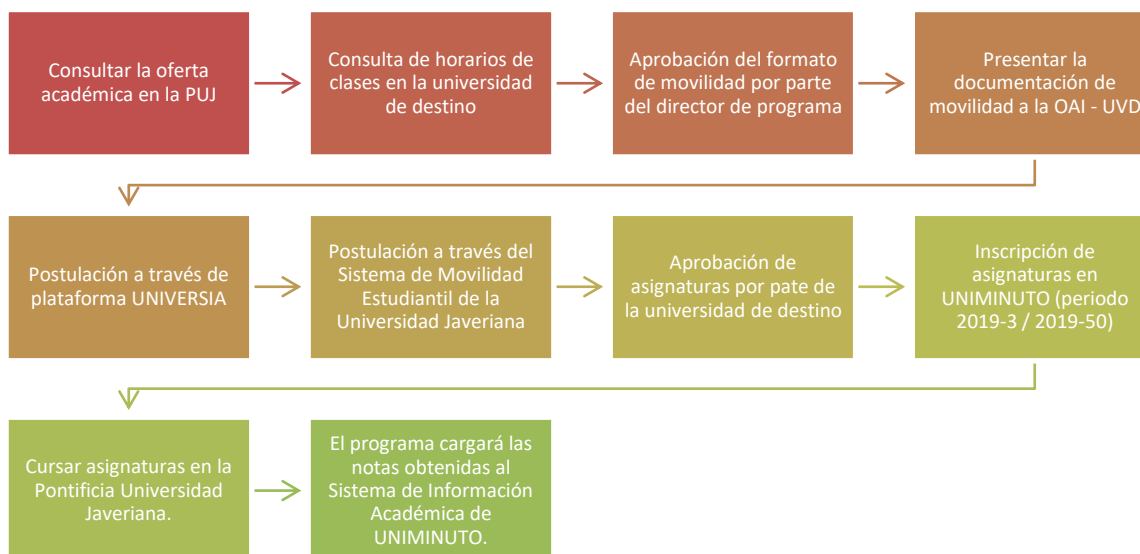 Consultar la oferta
académica en la PUJ
Consulta de horarios de
clases en la universidad
de destino
Aprobación del formato
de movilidad por parte
del director de programa
Presentar la
documentación de
movilidad a la OAI - UVD
Postulación a través de
plataforma UNIVERSIA
Postulación a través del
Sistema de Movilidad
Estudiantil de la
Universidad Javeriana
Aprobación de
asignaturas por pate de
la universidad de destino
Inscripción de
asignaturas en
UNIMINUTO (periodo
2019-3 / 2019-50)
Cursar asignaturas en la
Pontificia Universidad
Javeriana.
El programa cargará las
notas obtenidas al
Sistema de Información
Académica de
UNIMINUTO.